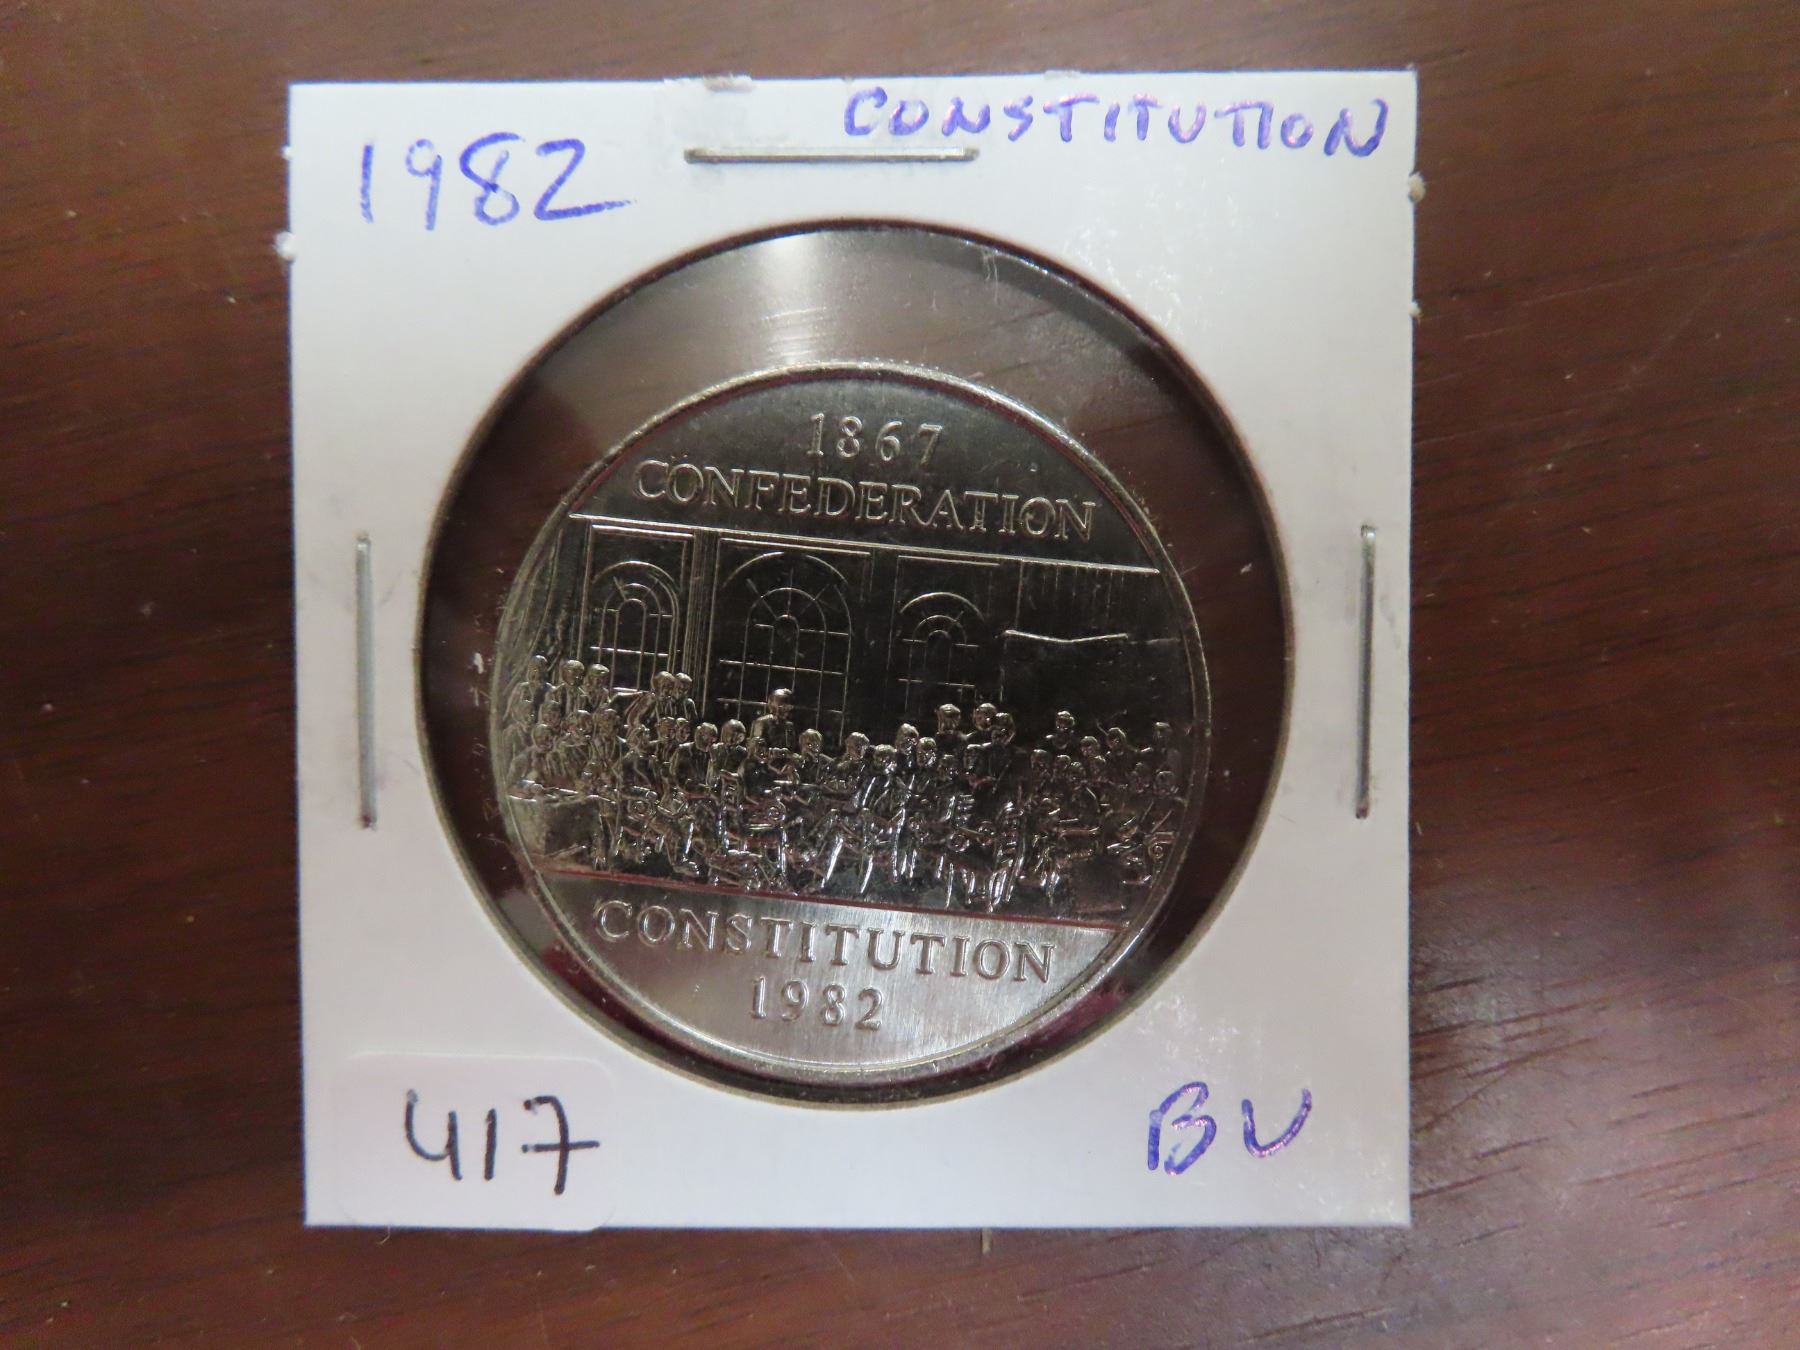 1982
CONSTITUTION
1867
CONFEDERATION
CONSTITUTION
1982
417
BU